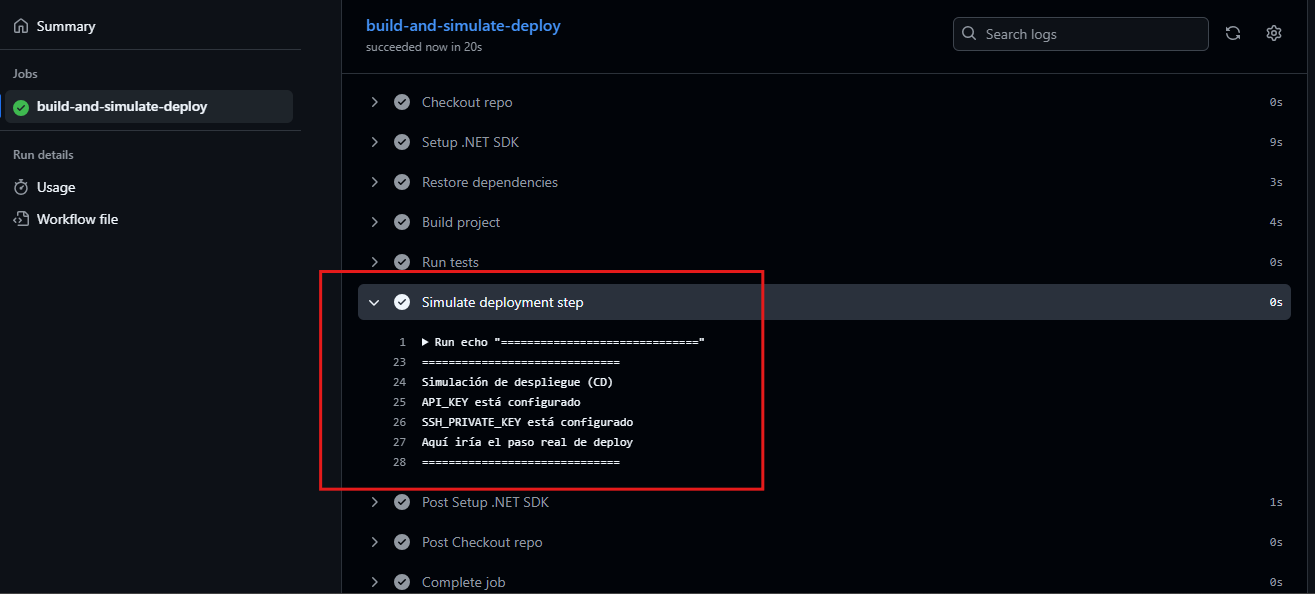 Summary
Jobs
build-and-simulate-deploy
Run details
Usage
Workflow file
build-and-simulate-deploy
succeeded now in 20s
Search logs
Checkout repo 0s
Setup .NET SDK 9s
Restore dependencies 3s
Build project 4s
Run tests 0s
Simulate deployment step 0s
1 Run echo "=============================="
23 ==============================
24 Simulación de despliegue (CD)
25 API_KEY está configurado
26 SSH_PRIVATE_KEY está configurado
27 Aquí iría el paso real de deploy
28 ==============================
Post Setup .NET SDK 1s
Post Checkout repo 0s
Complete job 0s